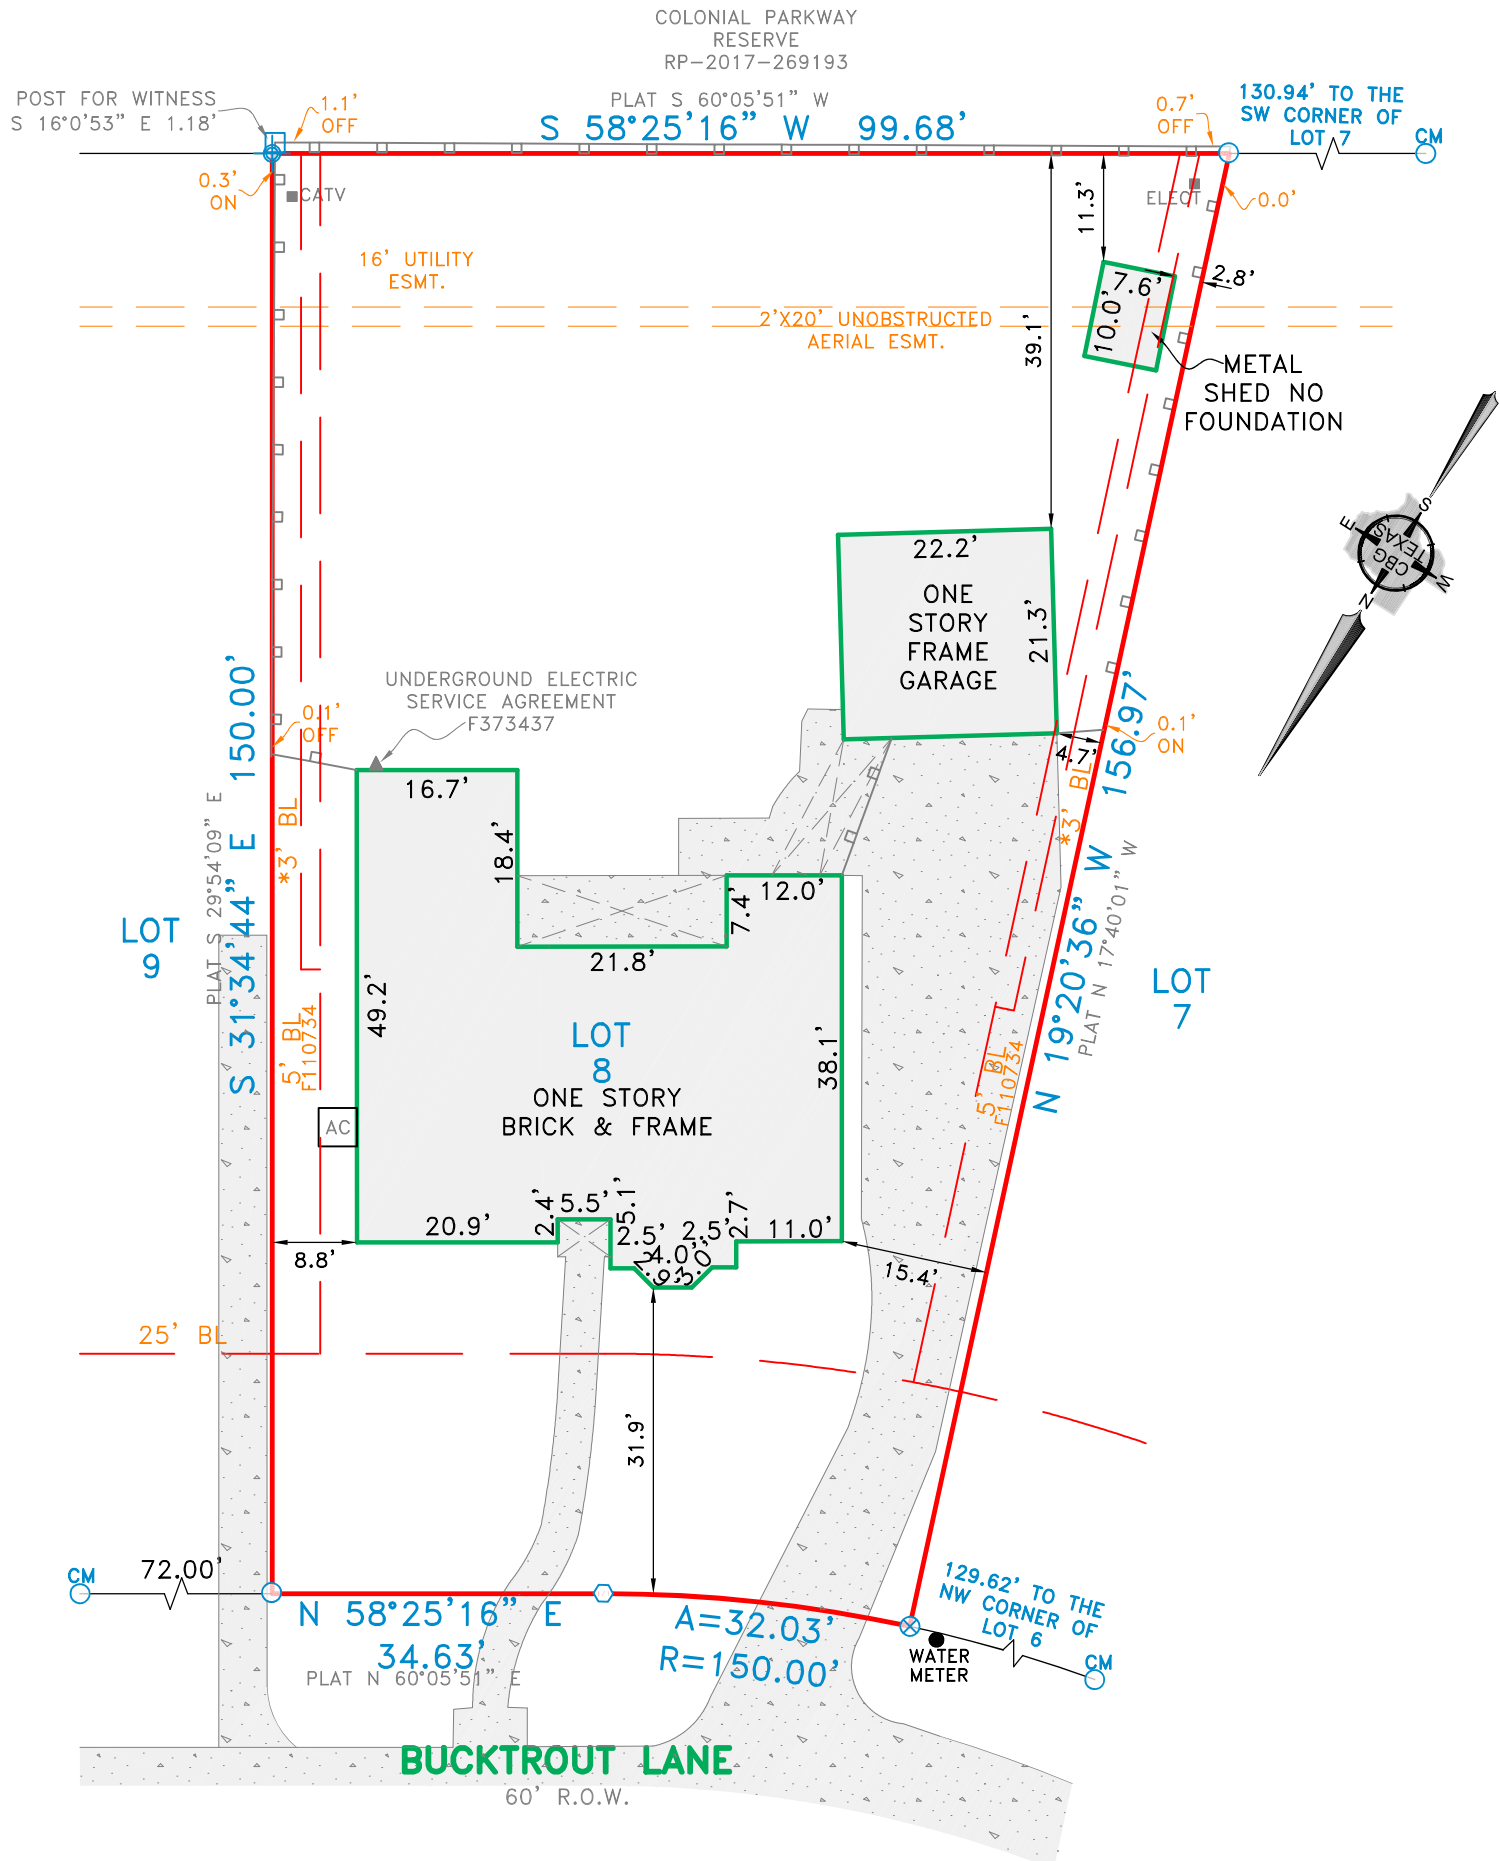 COLONIAL PARKWAY
RESERVE
RP-2017-269193
POST FOR WITNESS
S 16°0'53" E 1.18'
1.1'
OFF
PLAT S 60°05'51" W
S 58°25'16" W 99.68'
0.7'
OFF
130.94' TO THE
SW CORNER OF
LOT 7
CM
0.3'
ON
CATV
ELECT
0.0'
11.3'
16' UTILITY
ESMT.
2'X20' UNOBSTRUCTED
AERIAL ESMT.
39.1'
7.6'
10.0'
2.8'
METAL
SHED NO
FOUNDATION
S
E
W
N
TEXAS
CBG
22.2'
ONE
STORY
FRAME
GARAGE
21.3'
UNDERGROUND ELECTRIC
SERVICE AGREEMENT
F373437
0.1'
OFF
0.1'
ON
4.7'
*3' BL
*3' BL
S 31°34'44" E 150.00'
PLAT S 29°54'09" E
N 19°20'36" W 156.97'
PLAT N 17°40'01" W
16.7'
18.4'
12.0'
7.4'
21.8'
49.2'
38.1'
LOT
9
LOT
8
LOT
7
ONE STORY
BRICK & FRAME
5' BL
F110734
5' BL
F110734
AC
20.9'
2.4'
5.5'
5.1'
2.5'
2.9'
4.0'
3.0'
2.5'
2.7'
11.0'
8.8'
15.4'
25' BL
31.9'
CM
72.00'
N 58°25'16" E
34.63'
PLAT N 60°05'51" E
A=32.03'
R=150.00'
129.62' TO THE
NW CORNER OF
LOT 6
CM
WATER
METER
BUCKTROUT LANE
60' R.O.W.